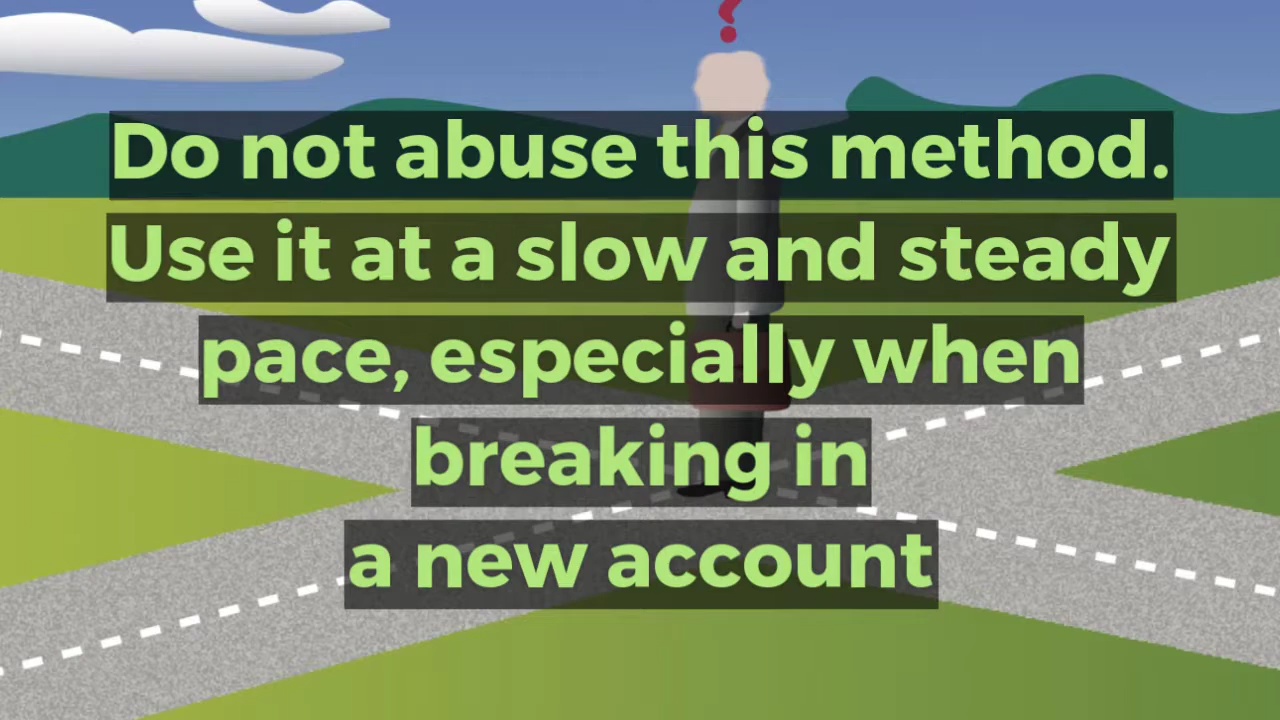 Do not abuse this method.
Use it at a slow and steady
pace, especially when
breaking in
a new account
?